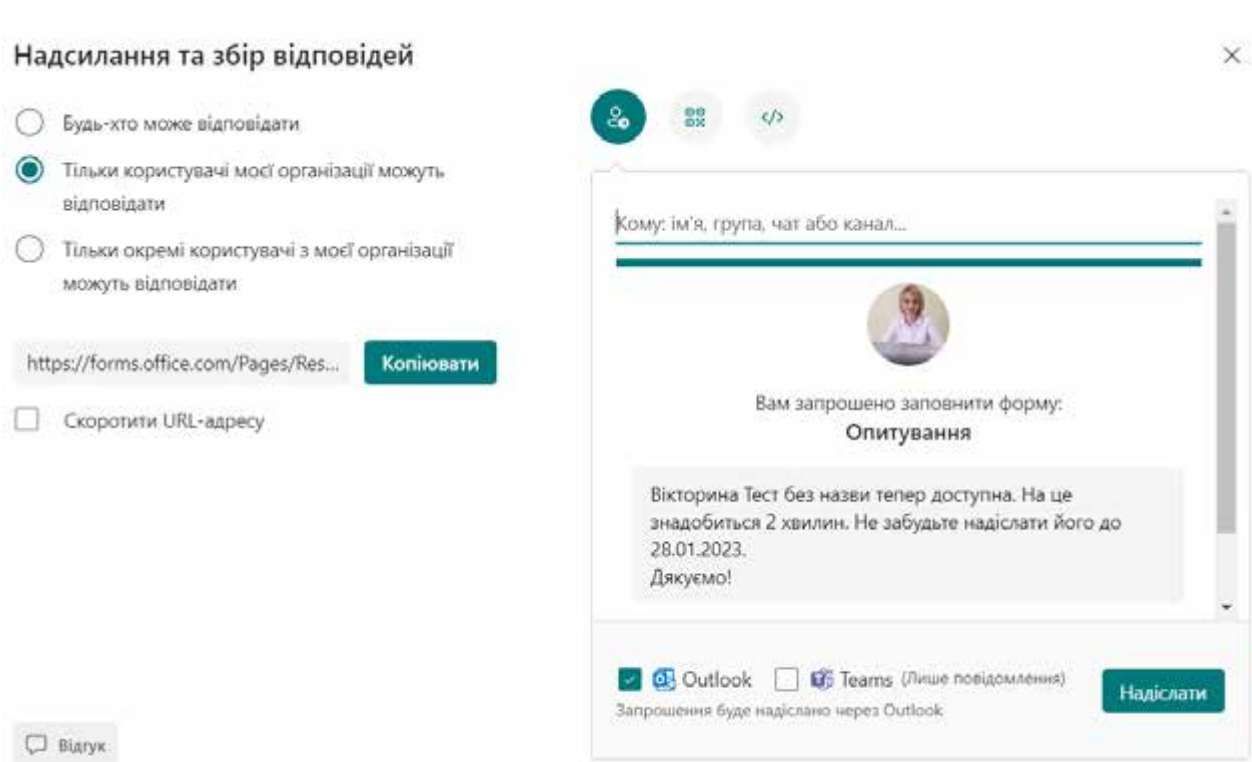 Надсилання та збір відповідей
Будь-хто може відповідати
Тільки користувачі моєї організації можуть
відповідати
Тільки окремі користувачі з моєї організації
можуть відповідати
https://forms.office.com/Pages/Res...
Копіювати
Скоротити URL-адресу
Відгук
Кому: ім'я, група, чат або канал...
Вам запрошено заповнити форму:
Опитування
Вікторина Тест без назви тепер доступна. На це
знадобиться 2 хвилин. Не забудьте надіслати його до
28.01.2023.
Дякуємо!
Outlook Teams (Лише повідомлення)
Запрошення буде надіслано через Outlook
Надіслати